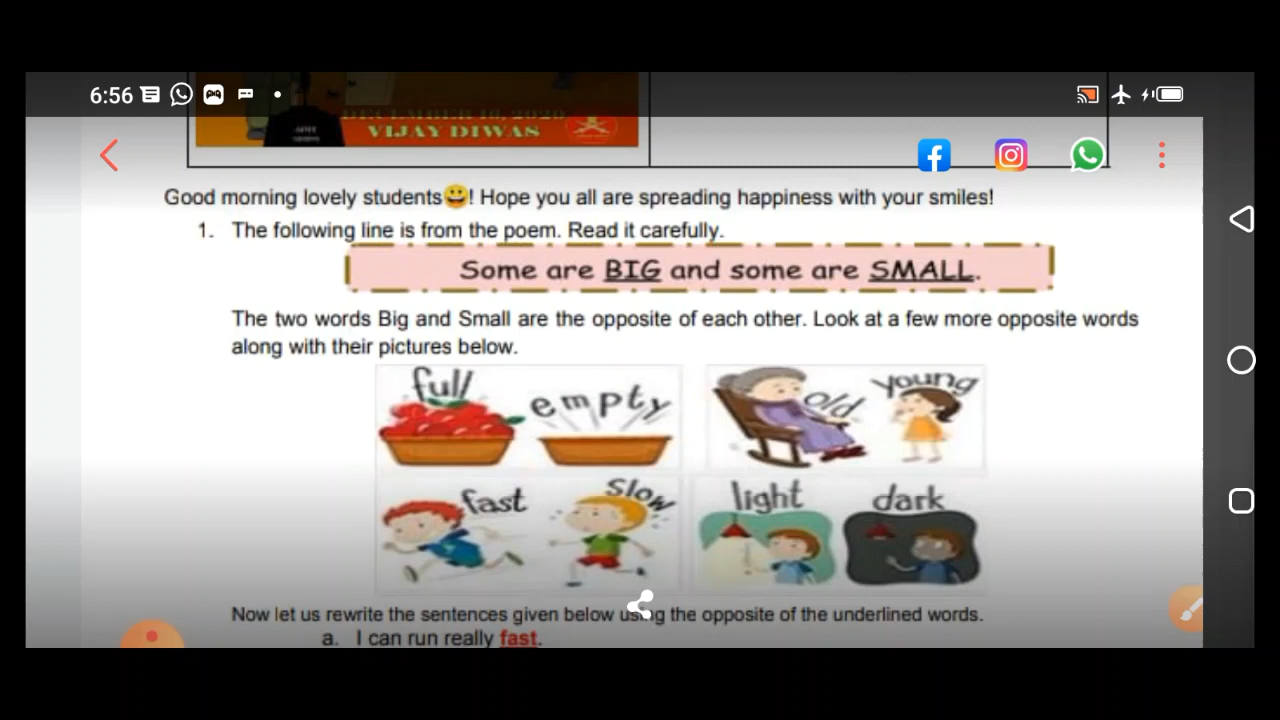 DECEMBER 16, 2020
VIJAY DIWAS
6:56
Good morning lovely students😀! Hope you all are spreading happiness with your smiles!
1. The following line is from the poem. Read it carefully.
Some are BIG and some are SMALL.
The two words Big and Small are the opposite of each other. Look at a few more opposite words
along with their pictures below.
full empty old young
fast slow light dark
Now let us rewrite the sentences given below using the opposite of the underlined words.
a. I can run really fast.